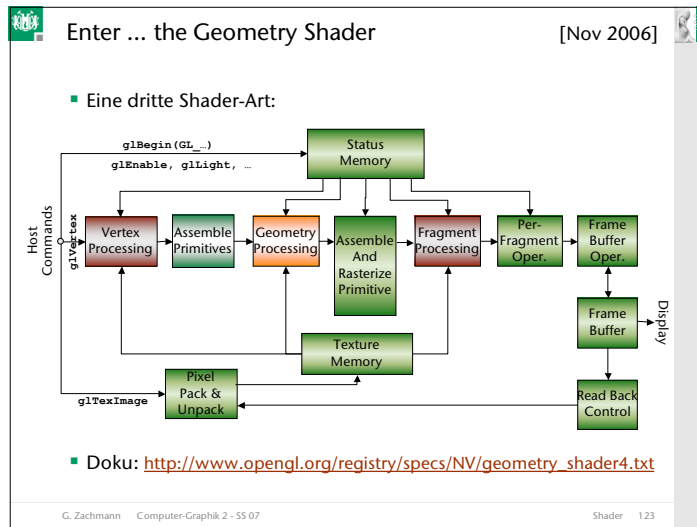 Enter ... the Geometry Shader [Nov 2006]
Eine dritte Shader-Art:
glBegin(GL_…)
glEnable, glLight, …
Status
Memory
Host
Commands
glVertex
Vertex
Processing
Assemble
Primitives
Geometry
Processing
Assemble
And
Rasterize
Primitive
Fragment
Processing
Per-
Fragment
Oper.
Frame
Buffer
Oper.
Frame
Buffer
Display
Texture
Memory
Pixel
Pack &
Unpack
glTexImage
Read Back
Control
Doku: http://www.opengl.org/registry/specs/NV/geometry_shader4.txt
G. Zachmann Computer-Graphik 2 - SS 07 Shader 123